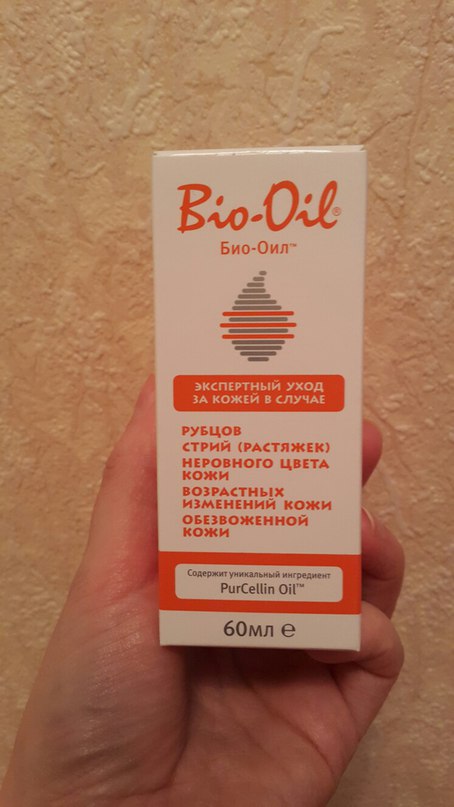 Bio-Oil®
Био-Оил™
ЭКСПЕРТНЫЙ УХОД
ЗА КОЖЕЙ В СЛУЧАЕ
РУБЦОВ
СТРИЙ (РАСТЯЖЕК)
НЕРОВНОГО ЦВЕТА
КОЖИ
ВОЗРАСТНЫХ
ИЗМЕНЕНИЙ КОЖИ
ОБЕЗВОЖЕННОЙ
КОЖИ
Содержит уникальный ингредиент
PurCellin Oil™
60мл ℮